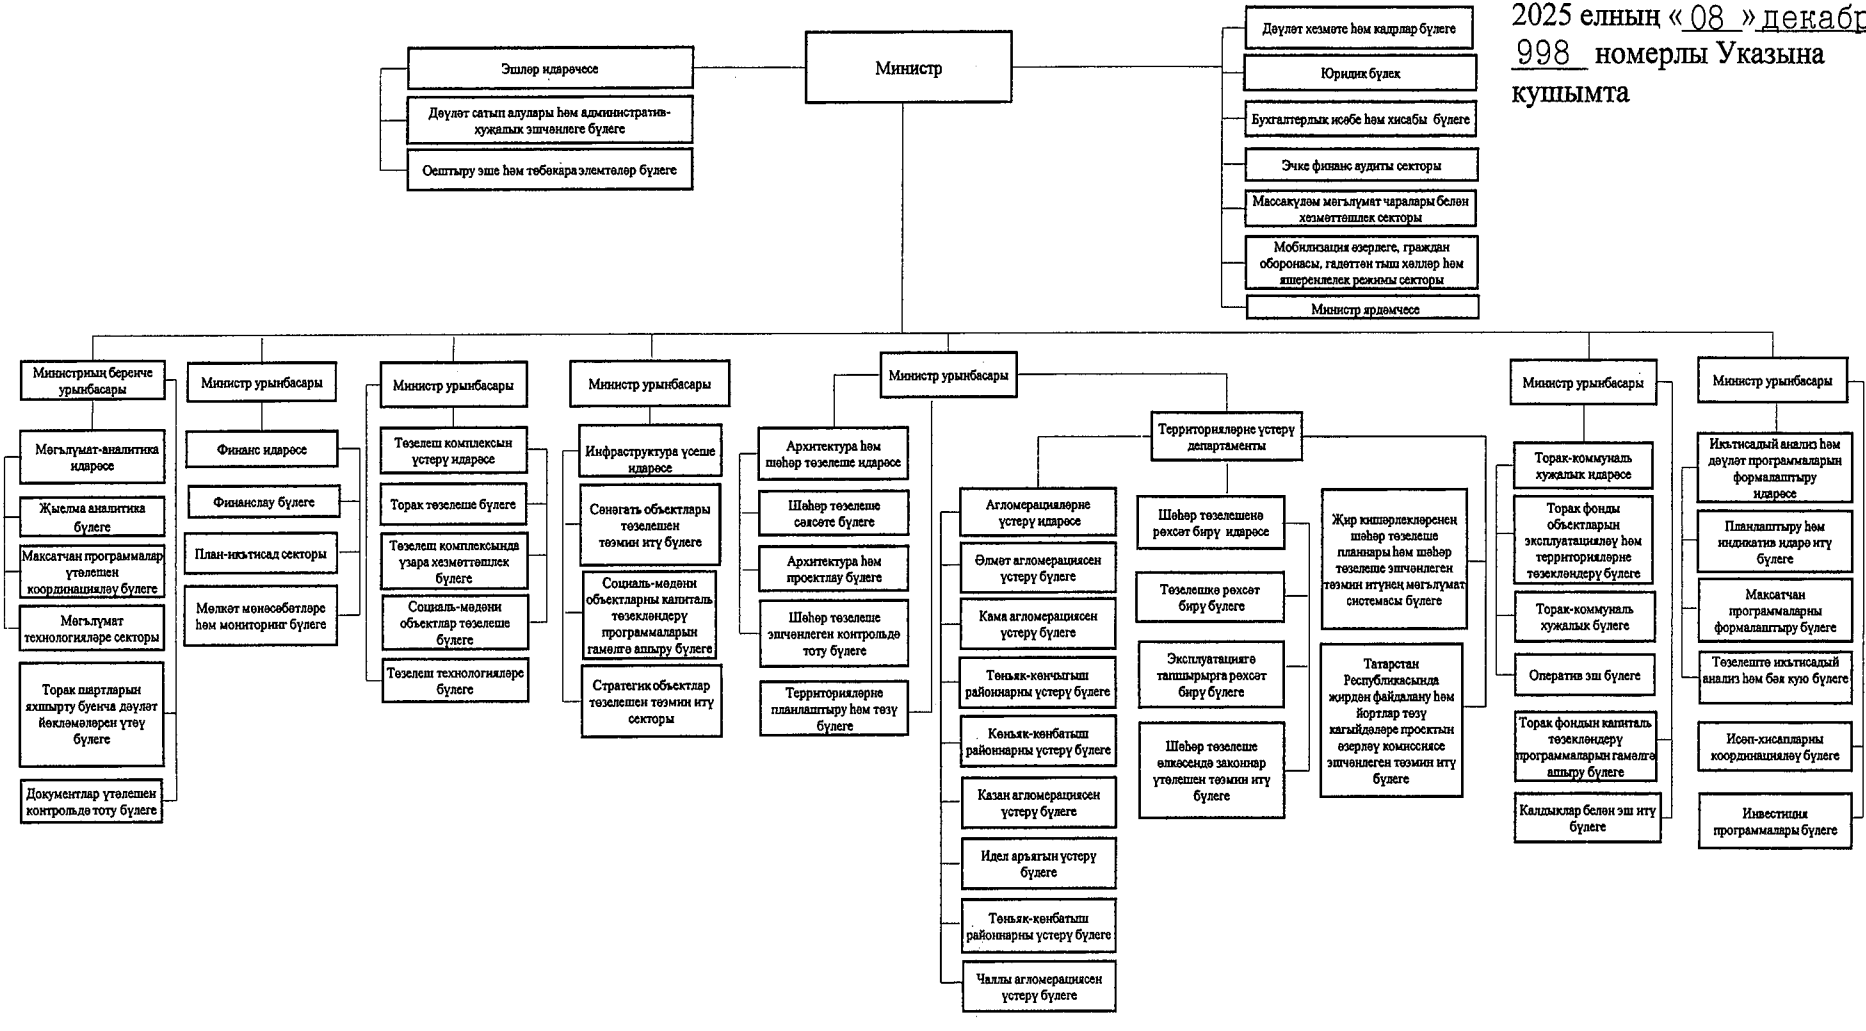 2025 елның « 08 » декабр
998 номерлы Указына
кушымта
Министр
Эшләр идарәчесе
Дәүләт сатып алулары һәм административ-
хуҗалык эшчәнлеге бүлеге
Оештыру эше һәм төбәкара элемтәләр бүлеге
Дәүләт хезмәте һәм кадрлар бүлеге
Юридик бүлек
Бухгалтерлык исәбе һәм хисабы бүлеге
Эчке финанс аудиты секторы
Массакүләм мәгълүмат чаралары белән
хезмәттәшлек секторы
Мобилизация әзерлеге, граждан
оборонасы, гадәттән тыш хәлләр һәм
яшеренлелек режимы секторы
Министр ярдәмчесе
Министрның беренче
урынбасары
Мәгълүмат-аналитика
идарәсе
Җыелма аналитика
бүлеге
Максатчан программалар
үтәлешен
координацияләү бүлеге
Мәгълүмат
технологияләре секторы
Торак шартларын
яхшырту буенча дәүләт
йөкләмәләрен үтәү
бүлеге
Документлар үтәлешен
контрольдә тоту бүлеге
Министр урынбасары
Финанс идарәсе
Финанслау бүлеге
План-икътисад секторы
Мөлкәт мөнәсәбәтләре
һәм мониторинг бүлеге
Министр урынбасары
Төзелеш комплексын
үстерү идарәсе
Торак төзелеше бүлеге
Төзелеш комплексында
үзара хезмәттәшлек
бүлеге
Социаль-мәдәни
объектлар төзелеше
бүлеге
Төзелеш технологияләре
бүлеге
Министр урынбасары
Инфраструктура үсеше
идарәсе
Сәнәгать объектлары
төзелешен
тәэмин итү бүлеге
Социаль-мәдәни
объектларны капиталь
төзекләндерү
программаларын
гамәлгә ашыру бүлеге
Стратегик объектлар
төзелешен тәэмин итү
секторы
Министр урынбасары
Архитектура һәм
шәһәр төзелеше идарәсе
Шәһәр төзелеше
сәясәте бүлеге
Архитектура һәм
проектлау бүлеге
Шәһәр төзелеше
эшчәнлеген контрольдә
тоту бүлеге
Территорияләрне
планлаштыру һәм төзү
бүлеге
Территорияләрне үстерү
департаменты
Агломерацияләрне
үстерү идарәсе
Әлмәт агломерациясен
үстерү бүлеге
Кама агломерациясен
үстерү бүлеге
Төньяк-көнчыгыш
районнарны үстерү бүлеге
Көньяк-көнбатыш
районнарны үстерү бүлеге
Казан агломерациясен
үстерү бүлеге
Идел аръягын үстерү
бүлеге
Төньяк-көнбатыш
районнарны үстерү бүлеге
Чаллы агломерациясен
үстерү бүлеге
Шәһәр төзелешенә
рөхсәт бирү идарәсе
Төзелешкә рөхсәт
бирү бүлеге
Эксплуатациягә
тапшырырга рөхсәт
бирү бүлеге
Шәһәр төзелеше
өлкәсендә законнар
үтәлешен тәэмин итү
бүлеге
Җир кишәрлекләренең
шәһәр төзелеше
планнары һәм шәһәр
төзелеше эшчәнлеген
тәэмин итүнең мәгълүмат
системасы бүлеге
Татарстан
Республикасында
җирдән файдалану һәм
йортлар төзү
кагыйдәләре проектын
әзерләү комиссиясе
эшчәнлеген тәэмин итү
бүлеге
Министр урынбасары
Торак-коммуналь
хуҗалык идарәсе
Торак фонды
объектларын
эксплуатацияләү һәм
территорияләрне
төзекләндерү бүлеге
Торак-коммуналь
хуҗалык бүлеге
Оператив эш бүлеге
Торак фондын капиталь
төзекләндерү
программаларын гамәлгә
ашыру бүлеге
Калдыклар белән эш итү
бүлеге
Министр урынбасары
Икътисадый анализ һәм
дәүләт программаларын
формалаштыру
идарәсе
Планлаштыру һәм
индикатив идарә итү
бүлеге
Максатчан
программаларны
формалаштыру бүлеге
Төзелештә икътисадый
анализ һәм бәя кую бүлеге
Исәп-хисапларны
координацияләү бүлеге
Инвестиция
программалары бүлеге